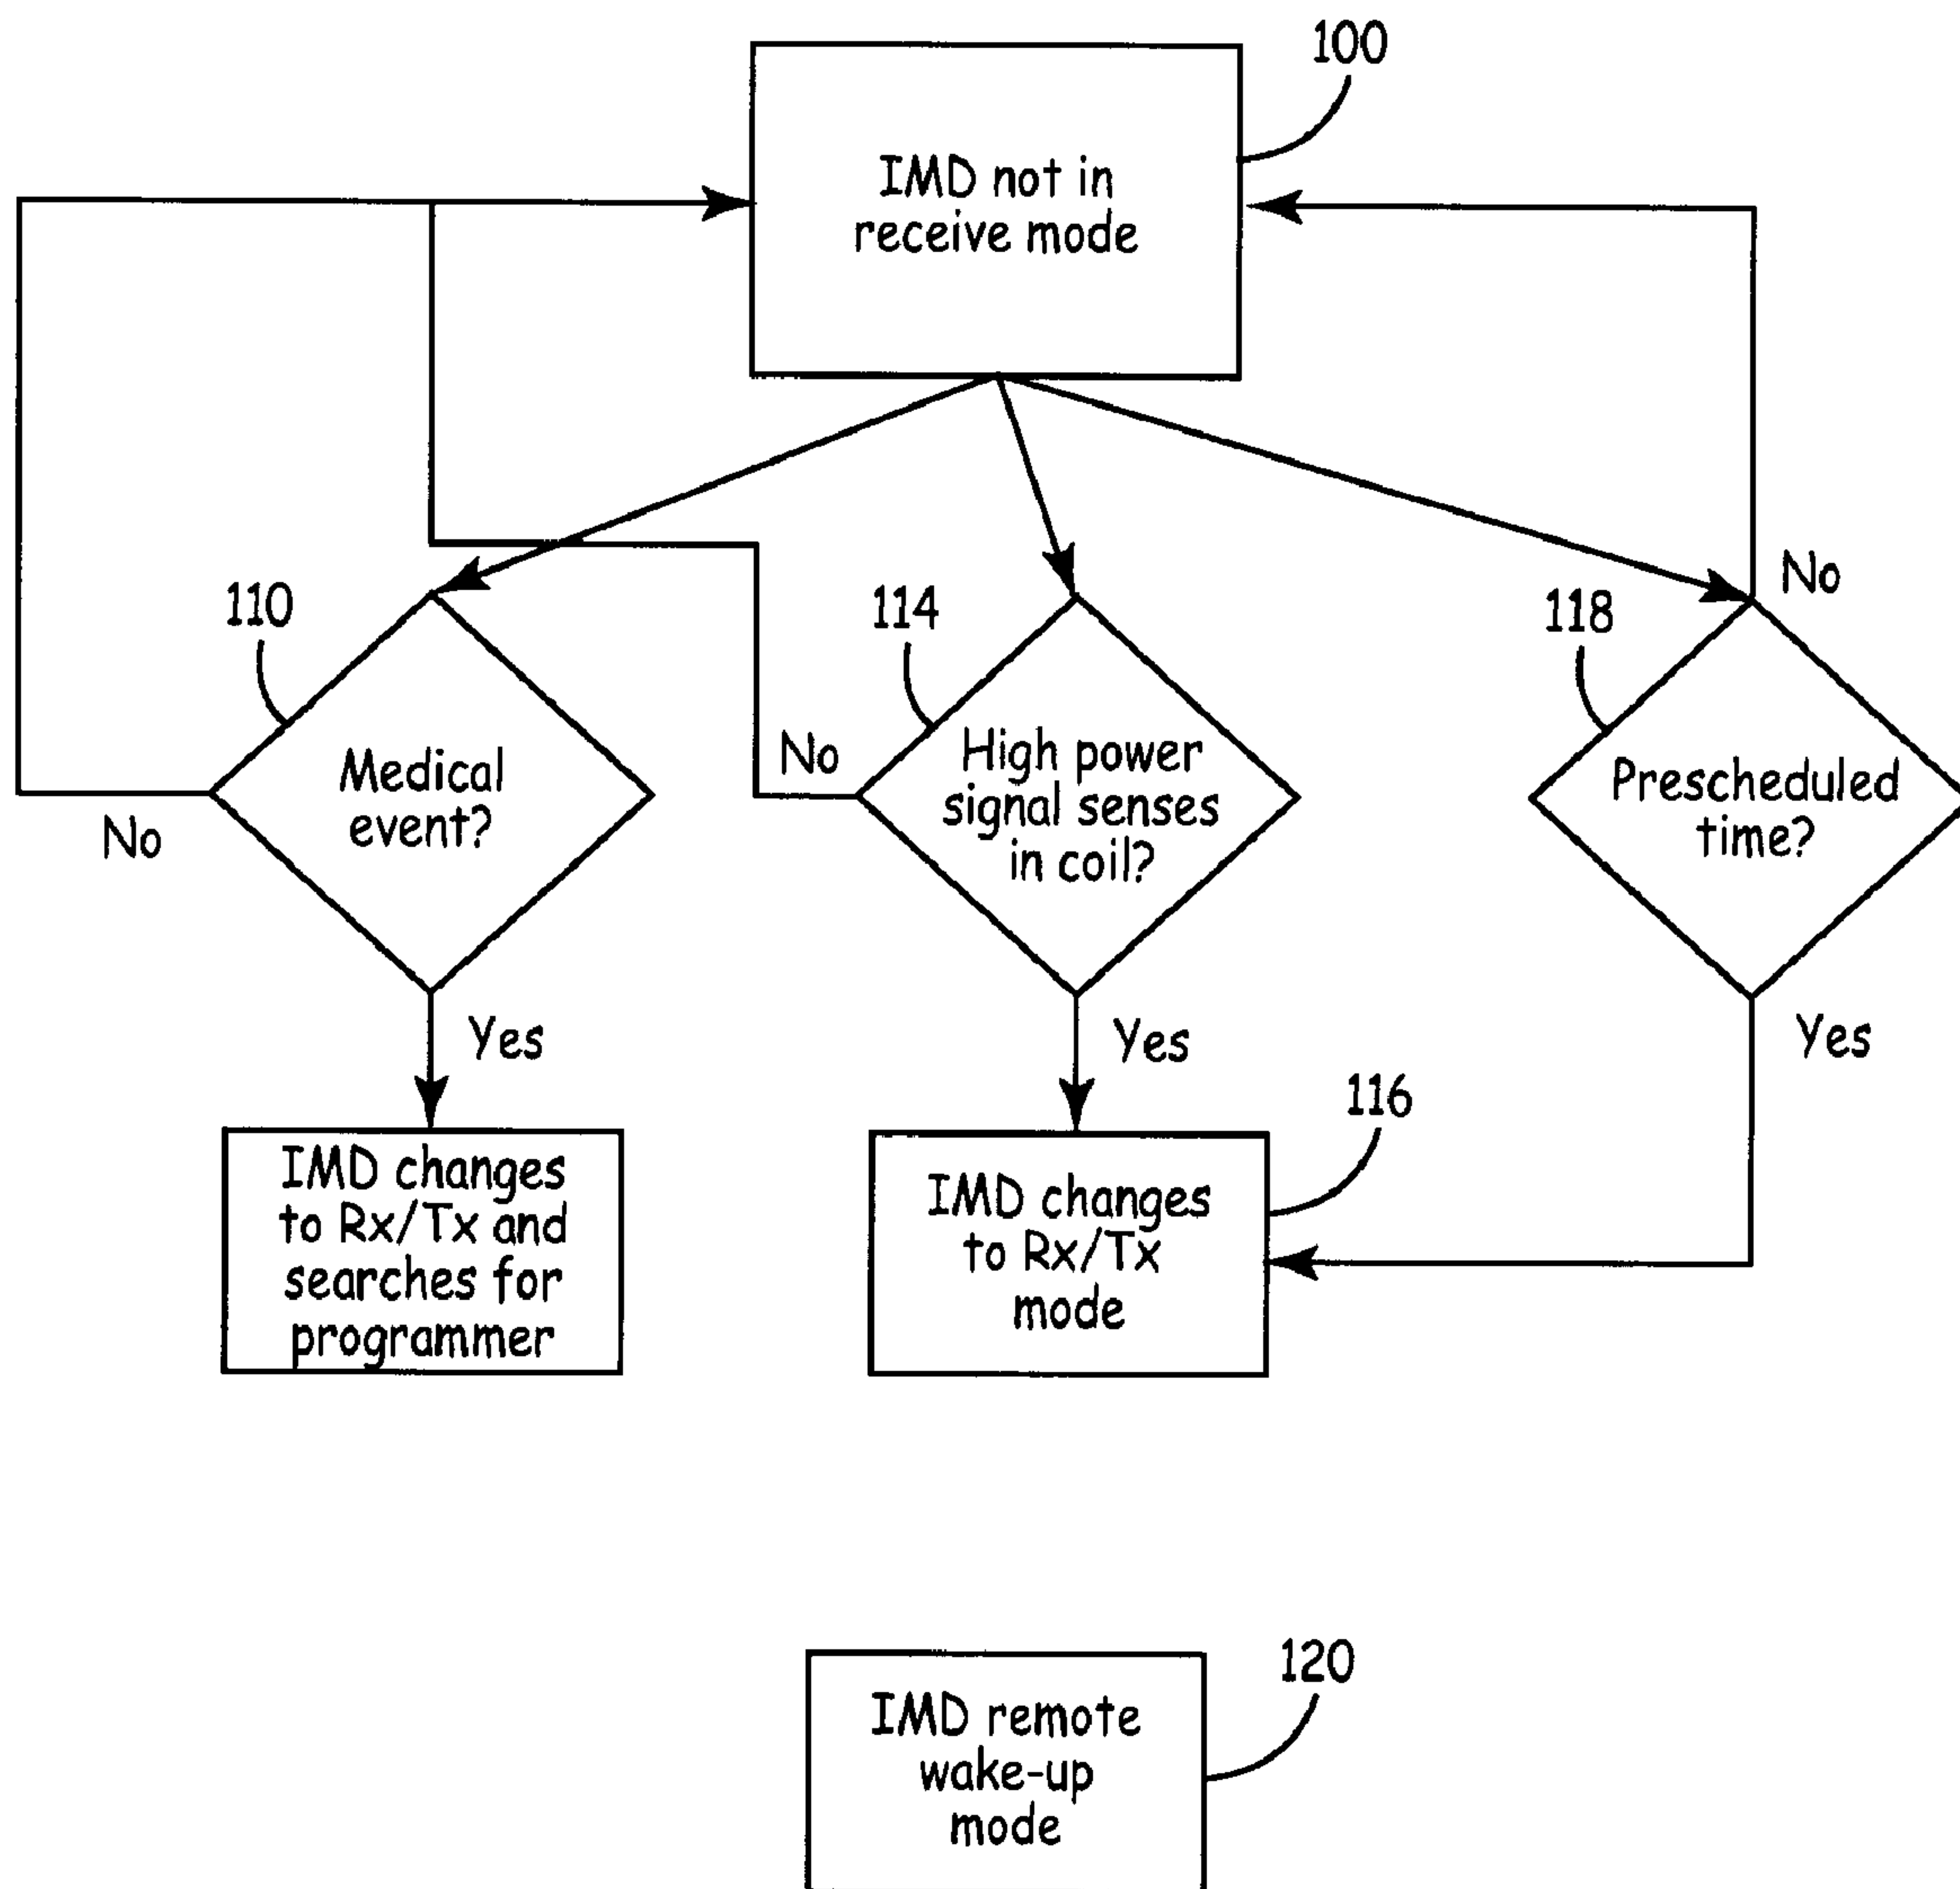 100
IMD not in
receive mode
No
110
114
118
Medical
event?
No
No
High power
signal senses
in coil?
Prescheduled
time?
Yes
Yes
Yes
116
IMD changes
to Rx/Tx and
searches for
programmer
IMD changes
to Rx/Tx
mode
120
IMD remote
wake-up
mode